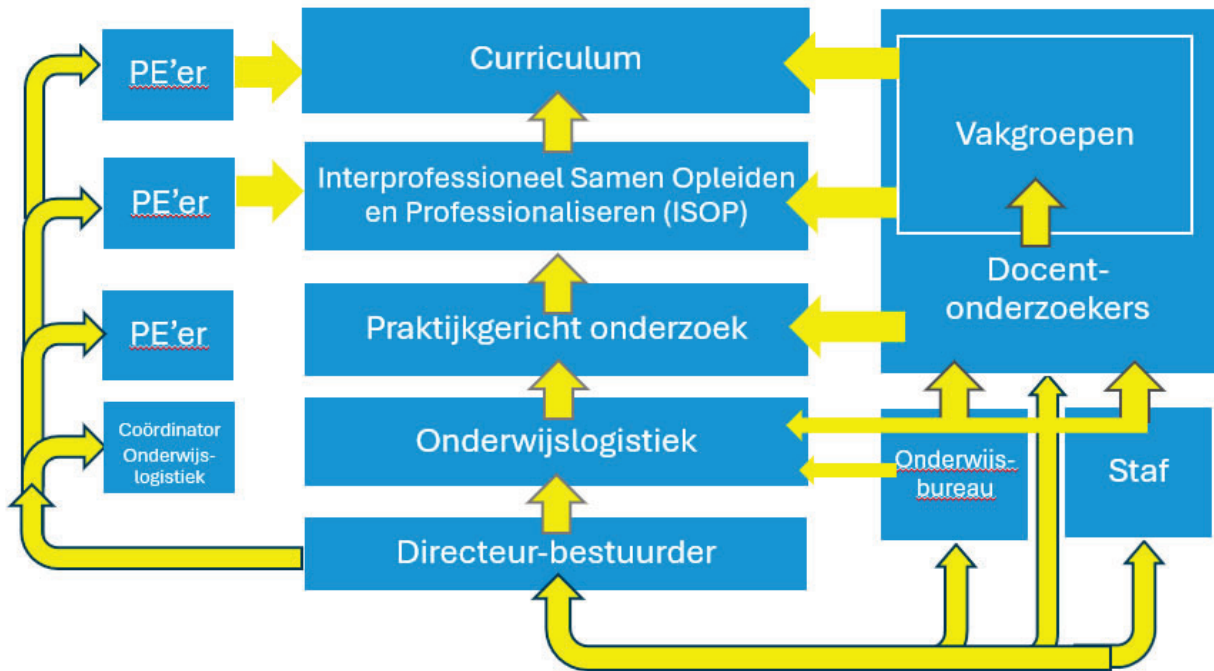 PE'er
Curriculum
Vakgroepen
PE'er
Interprofessioneel Samen Opleiden
en Professionaliseren (ISOP)
Docent-
onderzoekers
PE'er
Praktijkgericht onderzoek
Coördinator
Onderwijs-
logistiek
Onderwijslogistiek
Onderwijs-
bureau
Staf
Directeur-bestuurder